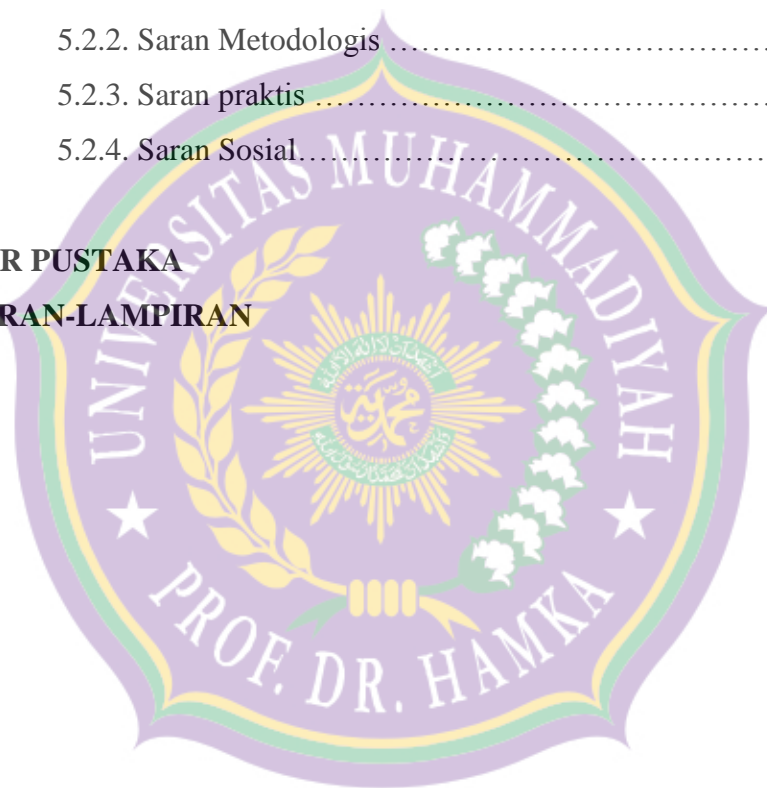 5.2.2. Saran Metodologis ……………………………
5.2.3. Saran praktis ……………………………………
5.2.4. Saran Sosial……………………………………
R PUSTAKA
RAN-LAMPIRAN
UNIVERSITAS MUHAMMADIYAH
محمدية
PROF. DR. HAMKA